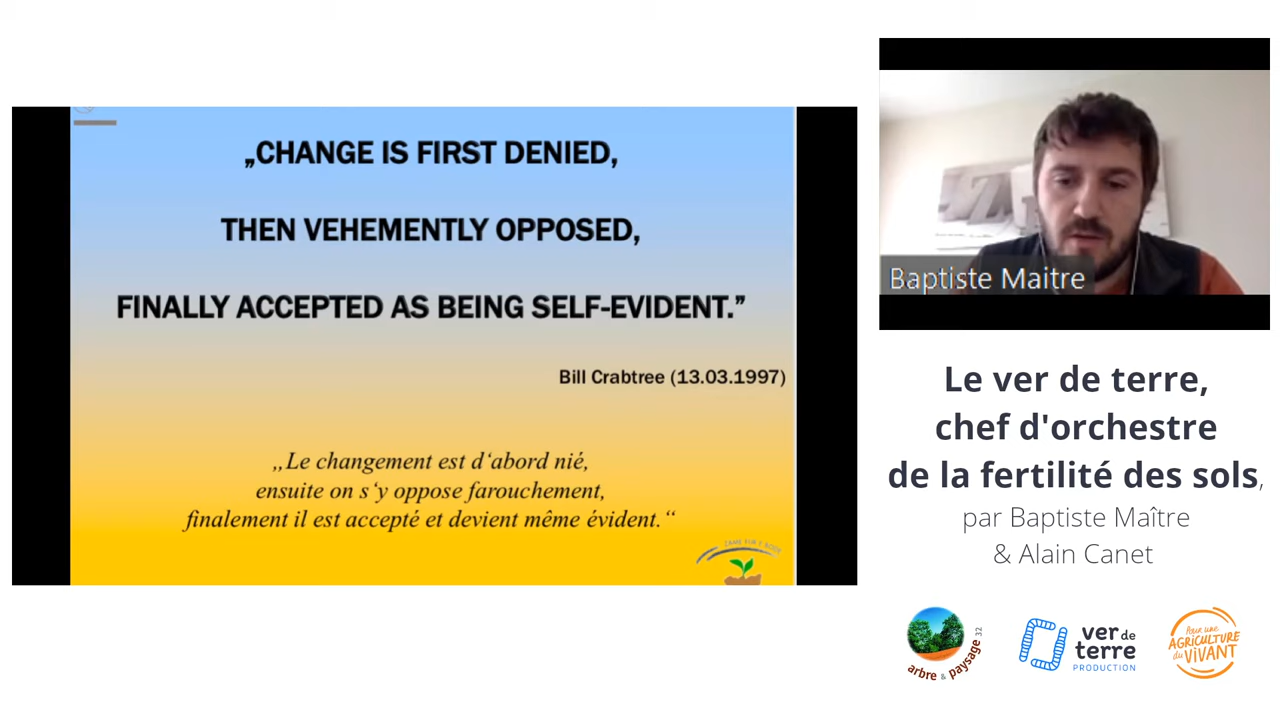 „CHANGE IS FIRST DENIED,
THEN VEHEMENTLY OPPOSED,
FINALLY ACCEPTED AS BEING SELF-EVIDENT.”
Bill Crabtree (13.03.1997)
„Le changement est d‘abord nié,
ensuite on s‘y oppose farouchement,
finalement il est accepté et devient même évident.“
Baptiste Maitre
Le ver de terre,
chef d'orchestre
de la fertilité des sols,
par Baptiste Maître
& Alain Canet
arbre & paysage 32
ver de
terre
PRODUCTION
Pour une
AGRICULTURE
du VIVANT